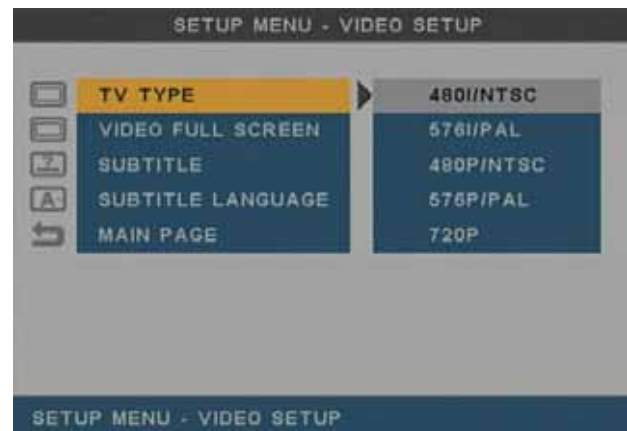 SETUP MENU - VIDEO SETUP
TV TYPE
VIDEO FULL SCREEN
SUBTITLE
SUBTITLE LANGUAGE
MAIN PAGE
480I/NTSC
576I/PAL
480P/NTSC
576P/PAL
720P
?
A
SETUP MENU - VIDEO SETUP